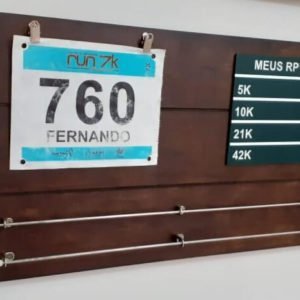 run 7k
760
FERNANDO
MEUS RP
5K
10K
21K
42K